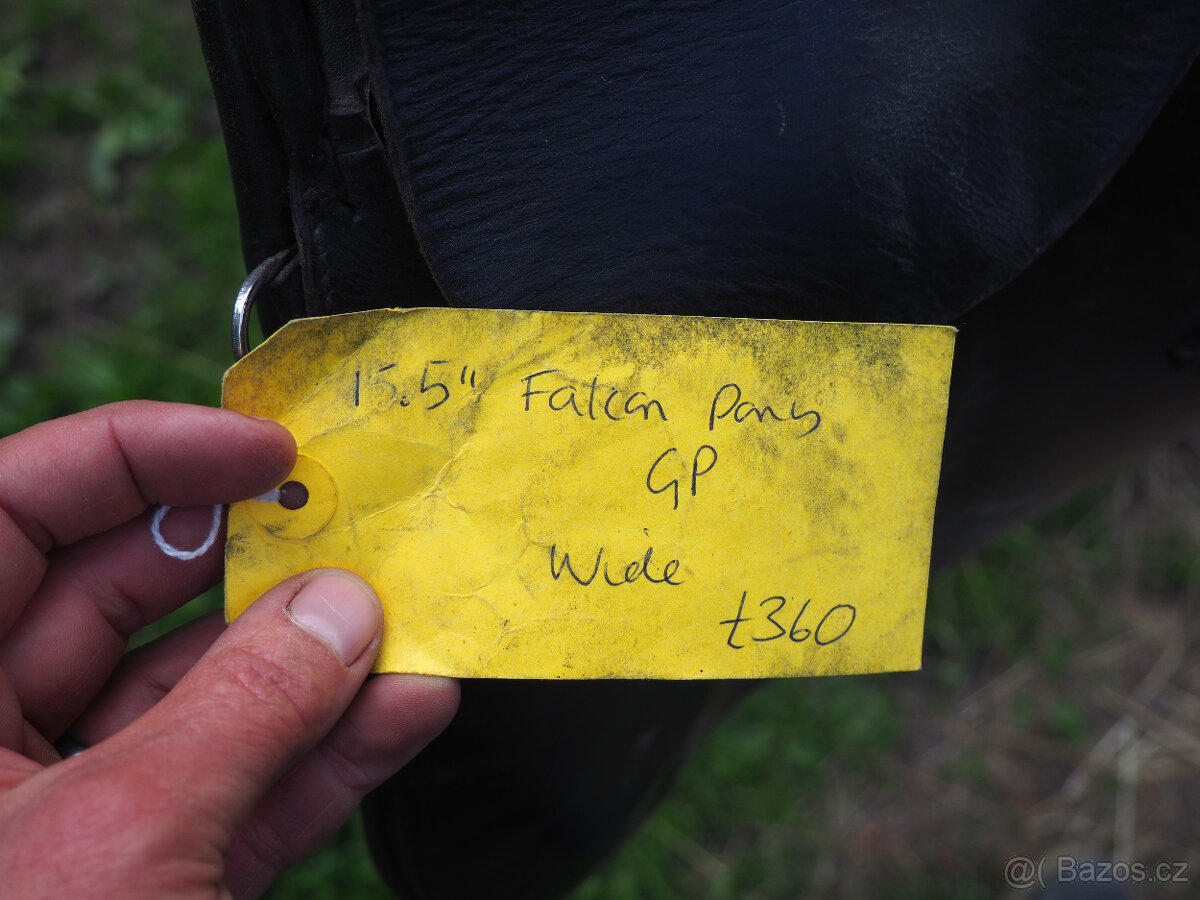 15.5" Falcon Pony
GP
Wide
£360
@( Bazos.cz